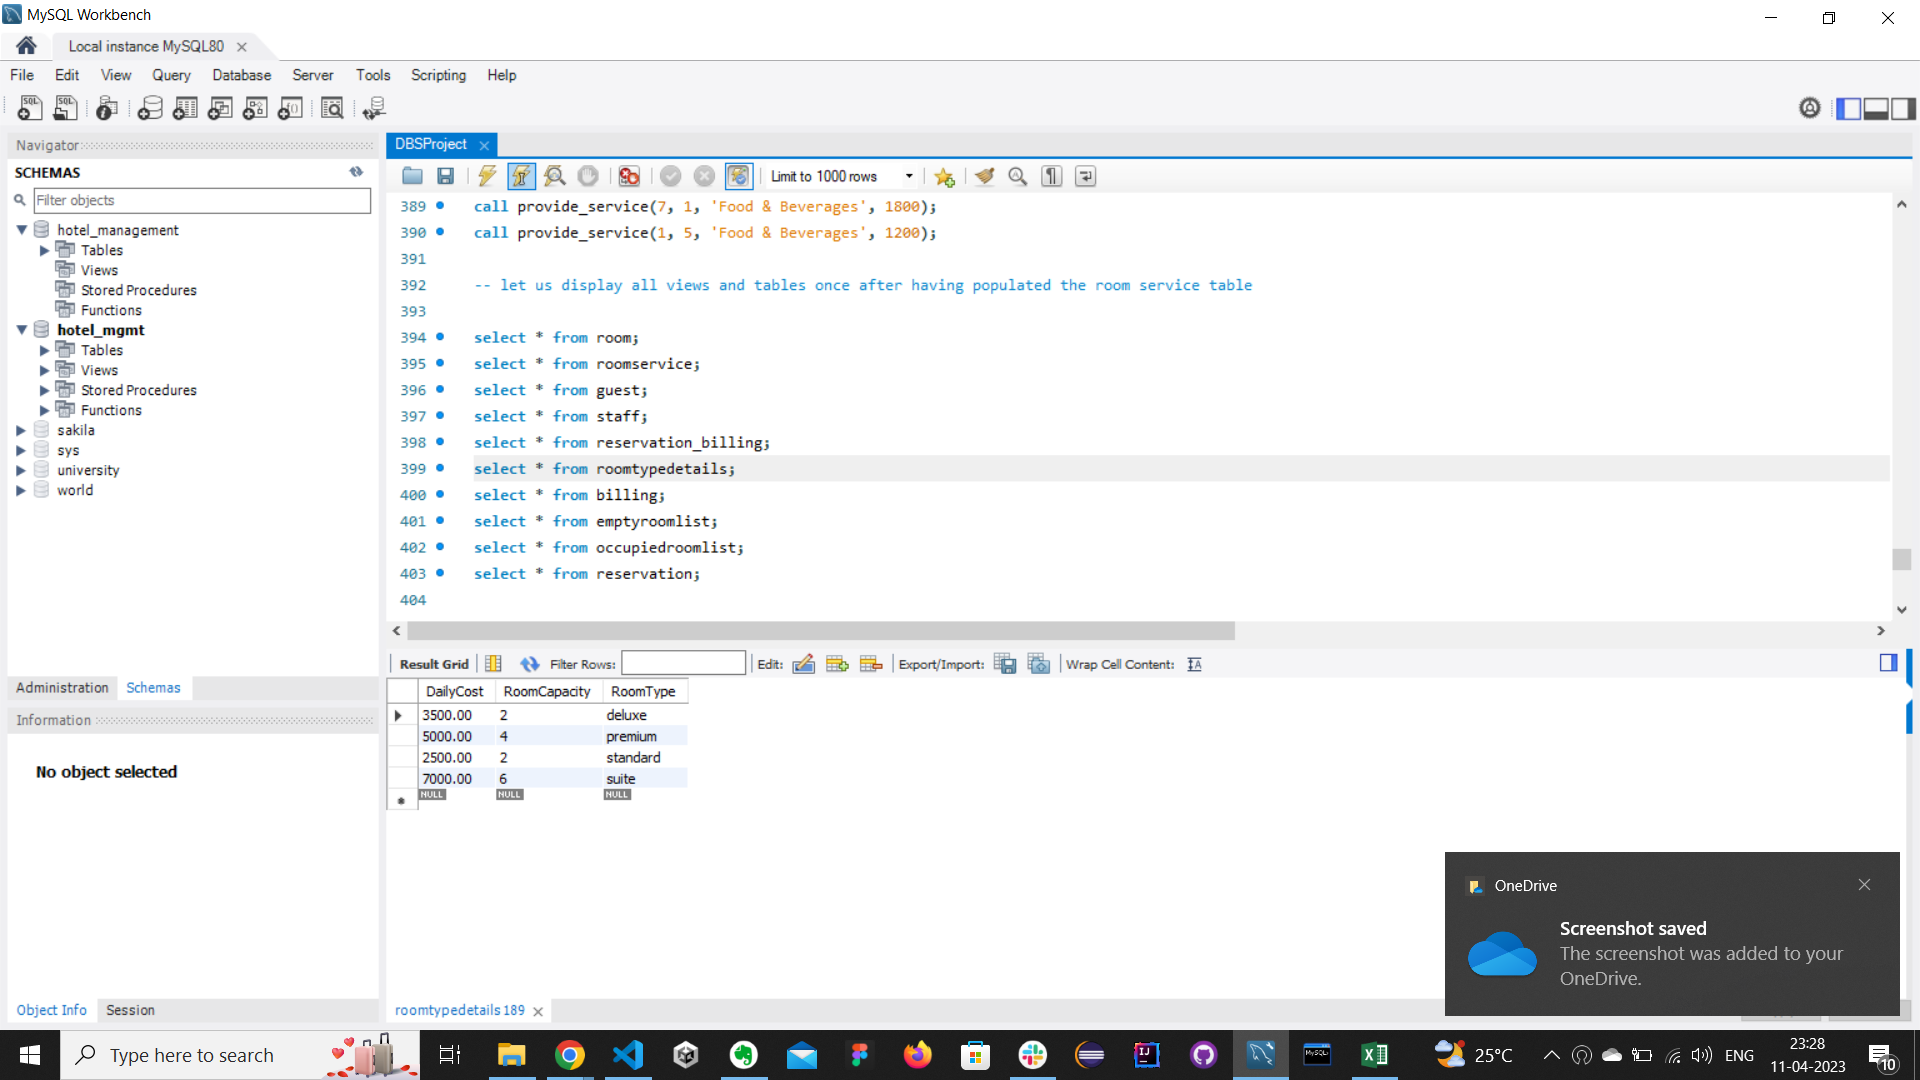 MySQL Workbench
Local instance MySQL80
File Edit View Query Database Server Tools Scripting Help
Navigator
SCHEMAS
Filter objects
hotel_management
Tables
Views
Stored Procedures
Functions
hotel_mgmt
Tables
Views
Stored Procedures
Functions
sakila
sys
university
world
Administration Schemas
Information
No object selected
Object Info Session
DBSProject
Limit to 1000 rows
389 call provide_service(7, 1, 'Food & Beverages', 1800);
390 call provide_service(1, 5, 'Food & Beverages', 1200);
391
392 -- let us display all views and tables once after having populated the room service table
393
394 select * from room;
395 select * from roomservice;
396 select * from guest;
397 select * from staff;
398 select * from reservation_billing;
399 select * from roomtypedetails;
400 select * from billing;
401 select * from emptyroomlist;
402 select * from occupiedroomlist;
403 select * from reservation;
404
Result Grid Filter Rows: Edit: Export/Import: Wrap Cell Content:
DailyCost RoomCapacity RoomType
3500.00 2 deluxe
5000.00 4 premium
2500.00 2 standard
7000.00 6 suite
NULL NULL NULL
roomtypedetails 189
OneDrive
Screenshot saved
The screenshot was added to your
OneDrive.
Type here to search
25°C
ENG
23:28
11-04-2023
10